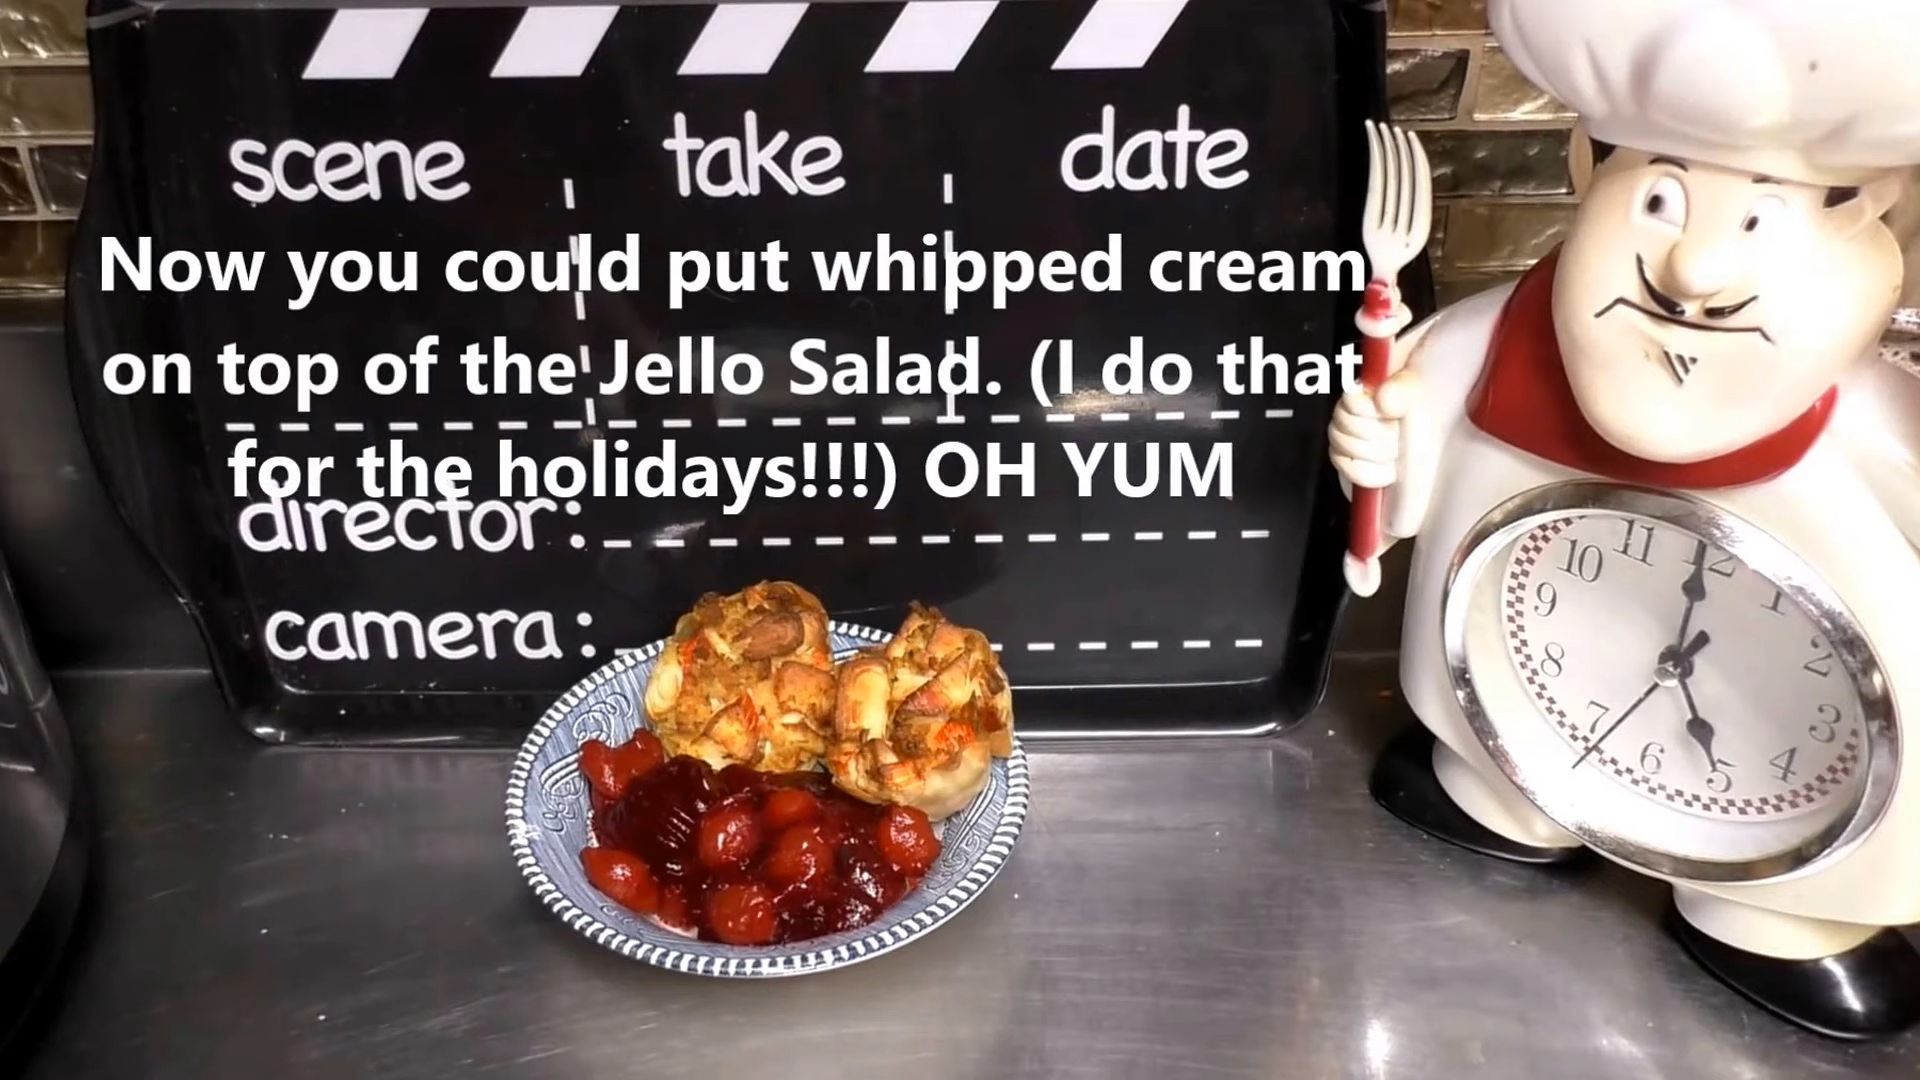 scene take date
Now you could put whipped cream
on top of the Jello Salad. (I do that
for the holidays!!!) OH YUM
director:
camera:
11 12 1
10 2
9 3
8 4
7 6 5